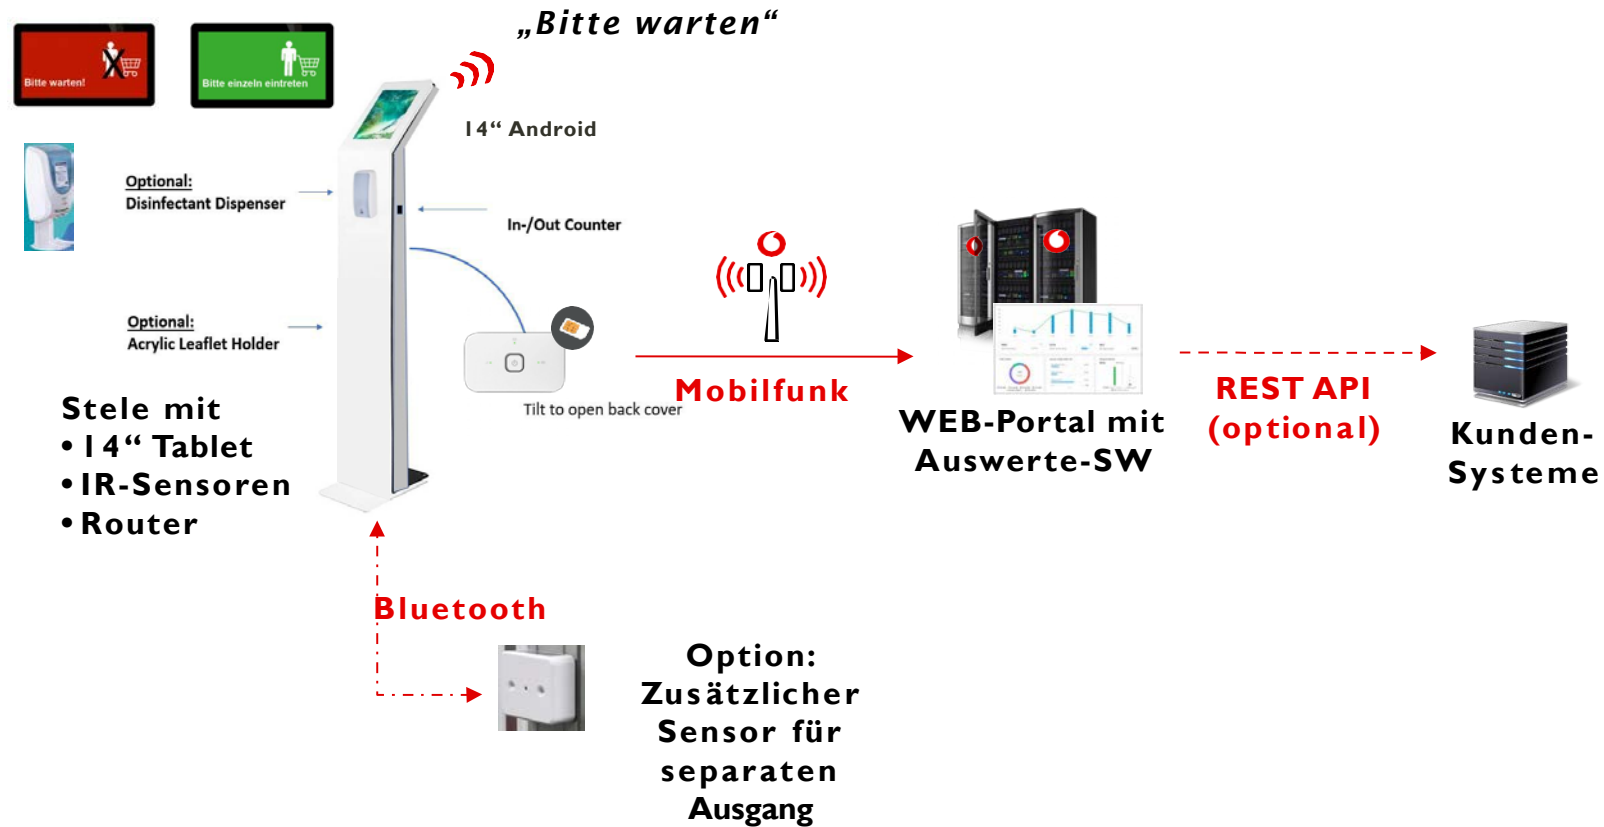 „Bitte warten“
Bitte warten!
Bitte einzeln eintreten
14“ Android
Optional:
Disinfectant Dispenser
In-/Out Counter
Optional:
Acrylic Leaflet Holder
Tilt to open back cover
Mobilfunk
Stele mit
• 14“ Tablet
• IR-Sensoren
• Router
WEB-Portal mit
Auswerte-SW
REST API
(optional)
Kunden-
Systeme
Bluetooth
Option:
Zusätzlicher
Sensor für
separaten
Ausgang